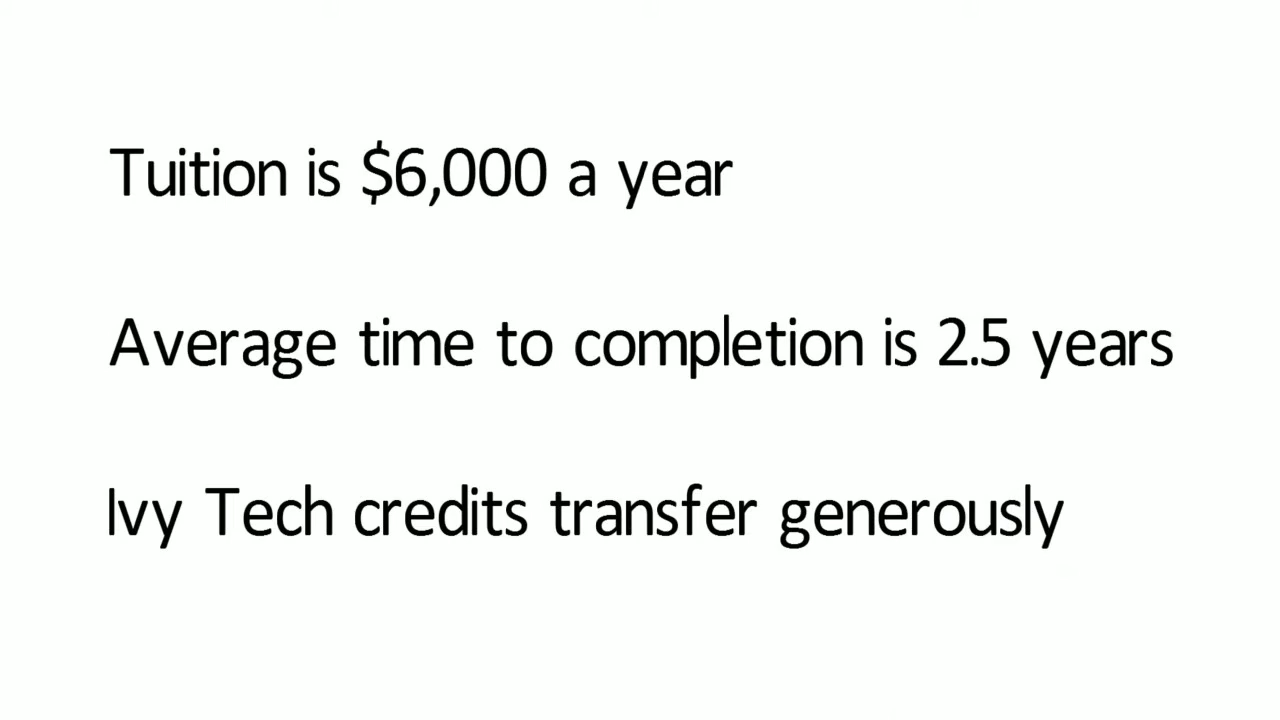 Tuition is $6,000 a year
Average time to completion is 2.5 years
Ivy Tech credits transfer generously